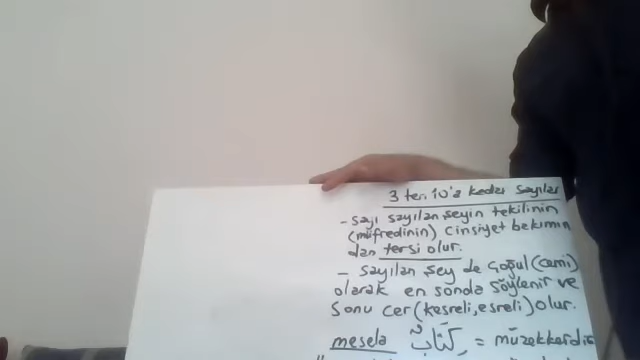 3 ten 10'a kadar sayılar
- sayı sayılan şeyin tekilinin
(müfredinin) cinsiyet bakımın
dan tersi olur.
- sayılan şey de çoğul (cemi)
olarak en sonda söylenir ve
sonu cer (kesreli, esreli) olur.
mesela كِتَابٌ = müzekkerdir